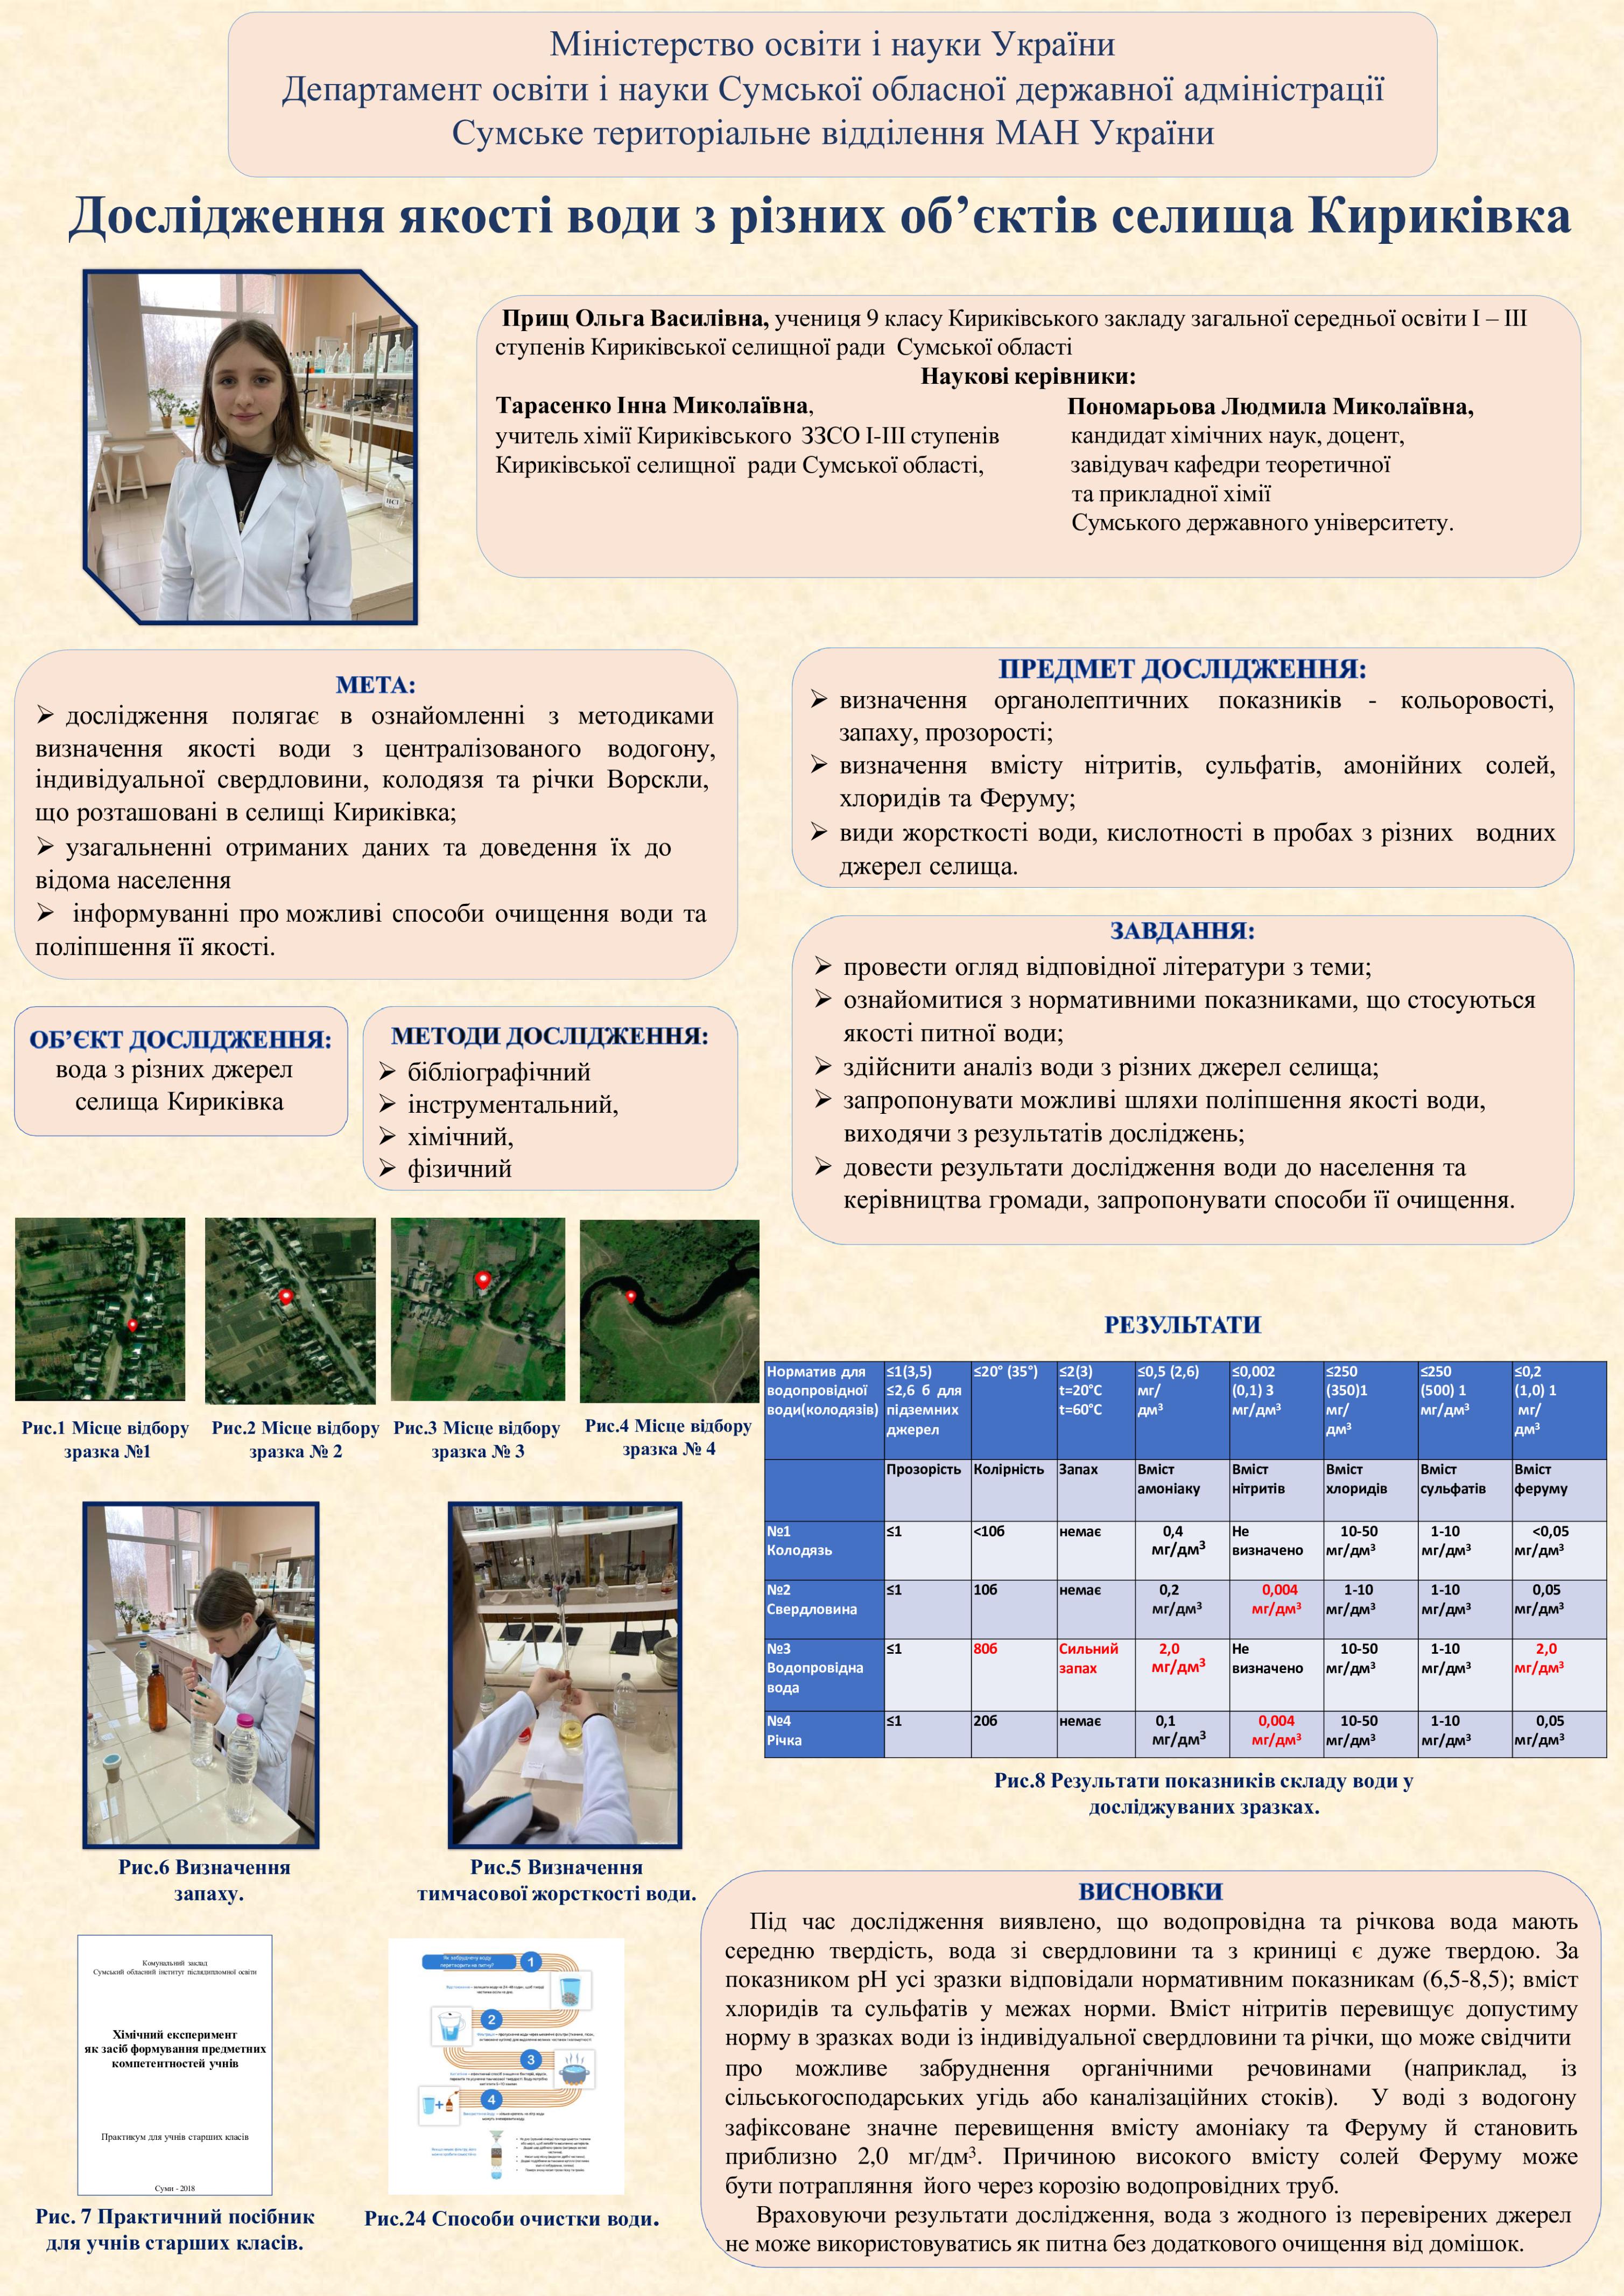 Міністерство освіти і науки України
Департамент освіти і науки Сумської обласної державної адміністрації
Сумське територіальне відділення МАН України
Дослідження якості води з різних об’єктів селища Кириківка
Прищ Ольга Василівна, учениця 9 класу Кириківського закладу загальної середньої освіти І – ІІІ
ступенів Кириківської селищної ради Сумської області
Наукові керівники:
Тарасенко Інна Миколаївна,
учитель хімії Кириківського ЗЗСО І-ІІІ ступенів
Кириківської селищної ради Сумської області,
Пономарьова Людмила Миколаївна,
кандидат хімічних наук, доцент,
завідувач кафедри теоретичної
та прикладної хімії
Сумського державного університету.
МЕТА:
➢ дослідження полягає в ознайомленні з методиками
визначення якості води з централізованого водогону,
індивідуальної свердловини, колодязя та річки Ворскли,
що розташовані в селищі Кириківка;
➢ узагальненні отриманих даних та доведення їх до
відома населення
➢ інформуванні про можливі способи очищення води та
поліпшення її якості.
ПРЕДМЕТ ДОСЛІДЖЕННЯ:
➢ визначення органолептичних показників - кольоровості,
запаху, прозорості;
➢ визначення вмісту нітритів, сульфатів, амонійних солей,
хлоридів та Феруму;
➢ види жорсткості води, кислотності в пробах з різних водних
джерел селища.
ЗАВДАННЯ:
➢ провести огляд відповідної літератури з теми;
➢ ознайомитися з нормативними показниками, що стосуються
якості питної води;
➢ здійснити аналіз води з різних джерел селища;
➢ запропонувати можливі шляхи поліпшення якості води,
виходячи з результатів досліджень;
➢ довести результати дослідження води до населення та
керівництва громади, запропонувати способи її очищення.
ОБ’ЄКТ ДОСЛІДЖЕННЯ:
вода з різних джерел
селища Кириківка
МЕТОДИ ДОСЛІДЖЕННЯ:
➢ бібліографічний
➢ інструментальний,
➢ хімічний,
➢ фізичний
Рис.1 Місце відбору
зразка №1
Рис.2 Місце відбору
зразка № 2
Рис.3 Місце відбору
зразка № 3
Рис.4 Місце відбору
зразка № 4
РЕЗУЛЬТАТИ
Норматив для водопровідної води(колодязів) ≤1(3,5) ≤2,6 б для підземних джерел ≤20° (35°) ≤2(3) t=20°C t=60°C ≤0,5 (2,6) мг/ дм³ ≤0,002 (0,1) 3 мг/дм³ ≤250 (350)1 мг/ дм³ ≤250 (500) 1 мг/дм³ ≤0,2 (1,0) 1 мг/ дм³
Прозорість Колірність Запах Вміст амоніаку Вміст нітритів Вміст хлоридів Вміст сульфатів Вміст феруму
№1 Колодязь ≤1 <10б немає 0,4 мг/дм³ Не визначено 10-50 мг/дм³ 1-10 мг/дм³ <0,05 мг/дм³
№2 Свердловина ≤1 10б немає 0,2 мг/дм³ 0,004 мг/дм³ 1-10 мг/дм³ 1-10 мг/дм³ 0,05 мг/дм³
№3 Водопровідна вода ≤1 80б Сильний запах 2,0 мг/дм³ Не визначено 10-50 мг/дм³ 1-10 мг/дм³ 2,0 мг/дм³
№4 Річка ≤1 20б немає 0,1 мг/дм³ 0,004 мг/дм³ 10-50 мг/дм³ 1-10 мг/дм³ 0,05 мг/дм³
Рис.8 Результати показників складу води у
досліджуваних зразках.
Рис.6 Визначення
запаху.
Рис.5 Визначення
тимчасової жорсткості води.
Комунальний заклад
Сумський обласний інститут післядипломної освіти
Хімічний експеримент
як засіб формування предметних
компетентностей учнів
Практикум для учнів старших класів
Суми - 2018
Рис. 7 Практичний посібник
для учнів старших класів.
Як забруднену воду
перетворити на питну?
1
2
3
4
Рис.24 Способи очистки води.
ВИСНОВКИ
Під час дослідження виявлено, що водопровідна та річкова вода мають
середню твердість, вода зі свердловини та з криниці є дуже твердою. За
показником рН усі зразки відповідали нормативним показникам (6,5-8,5); вміст
хлоридів та сульфатів у межах норми. Вміст нітритів перевищує допустиму
норму в зразках води із індивідуальної свердловини та річки, що може свідчити
про можливе забруднення органічними речовинами (наприклад, із
сільськогосподарських угідь або каналізаційних стоків). У воді з водогону
зафіксоване значне перевищення вмісту амоніаку та Феруму й становить
приблизно 2,0 мг/дм³. Причиною високого вмісту солей Феруму може
бути потрапляння його через корозію водопровідних труб.
Враховуючи результати дослідження, вода з жодного із перевірених джерел
не може використовуватись як питна без додаткового очищення від домішок.